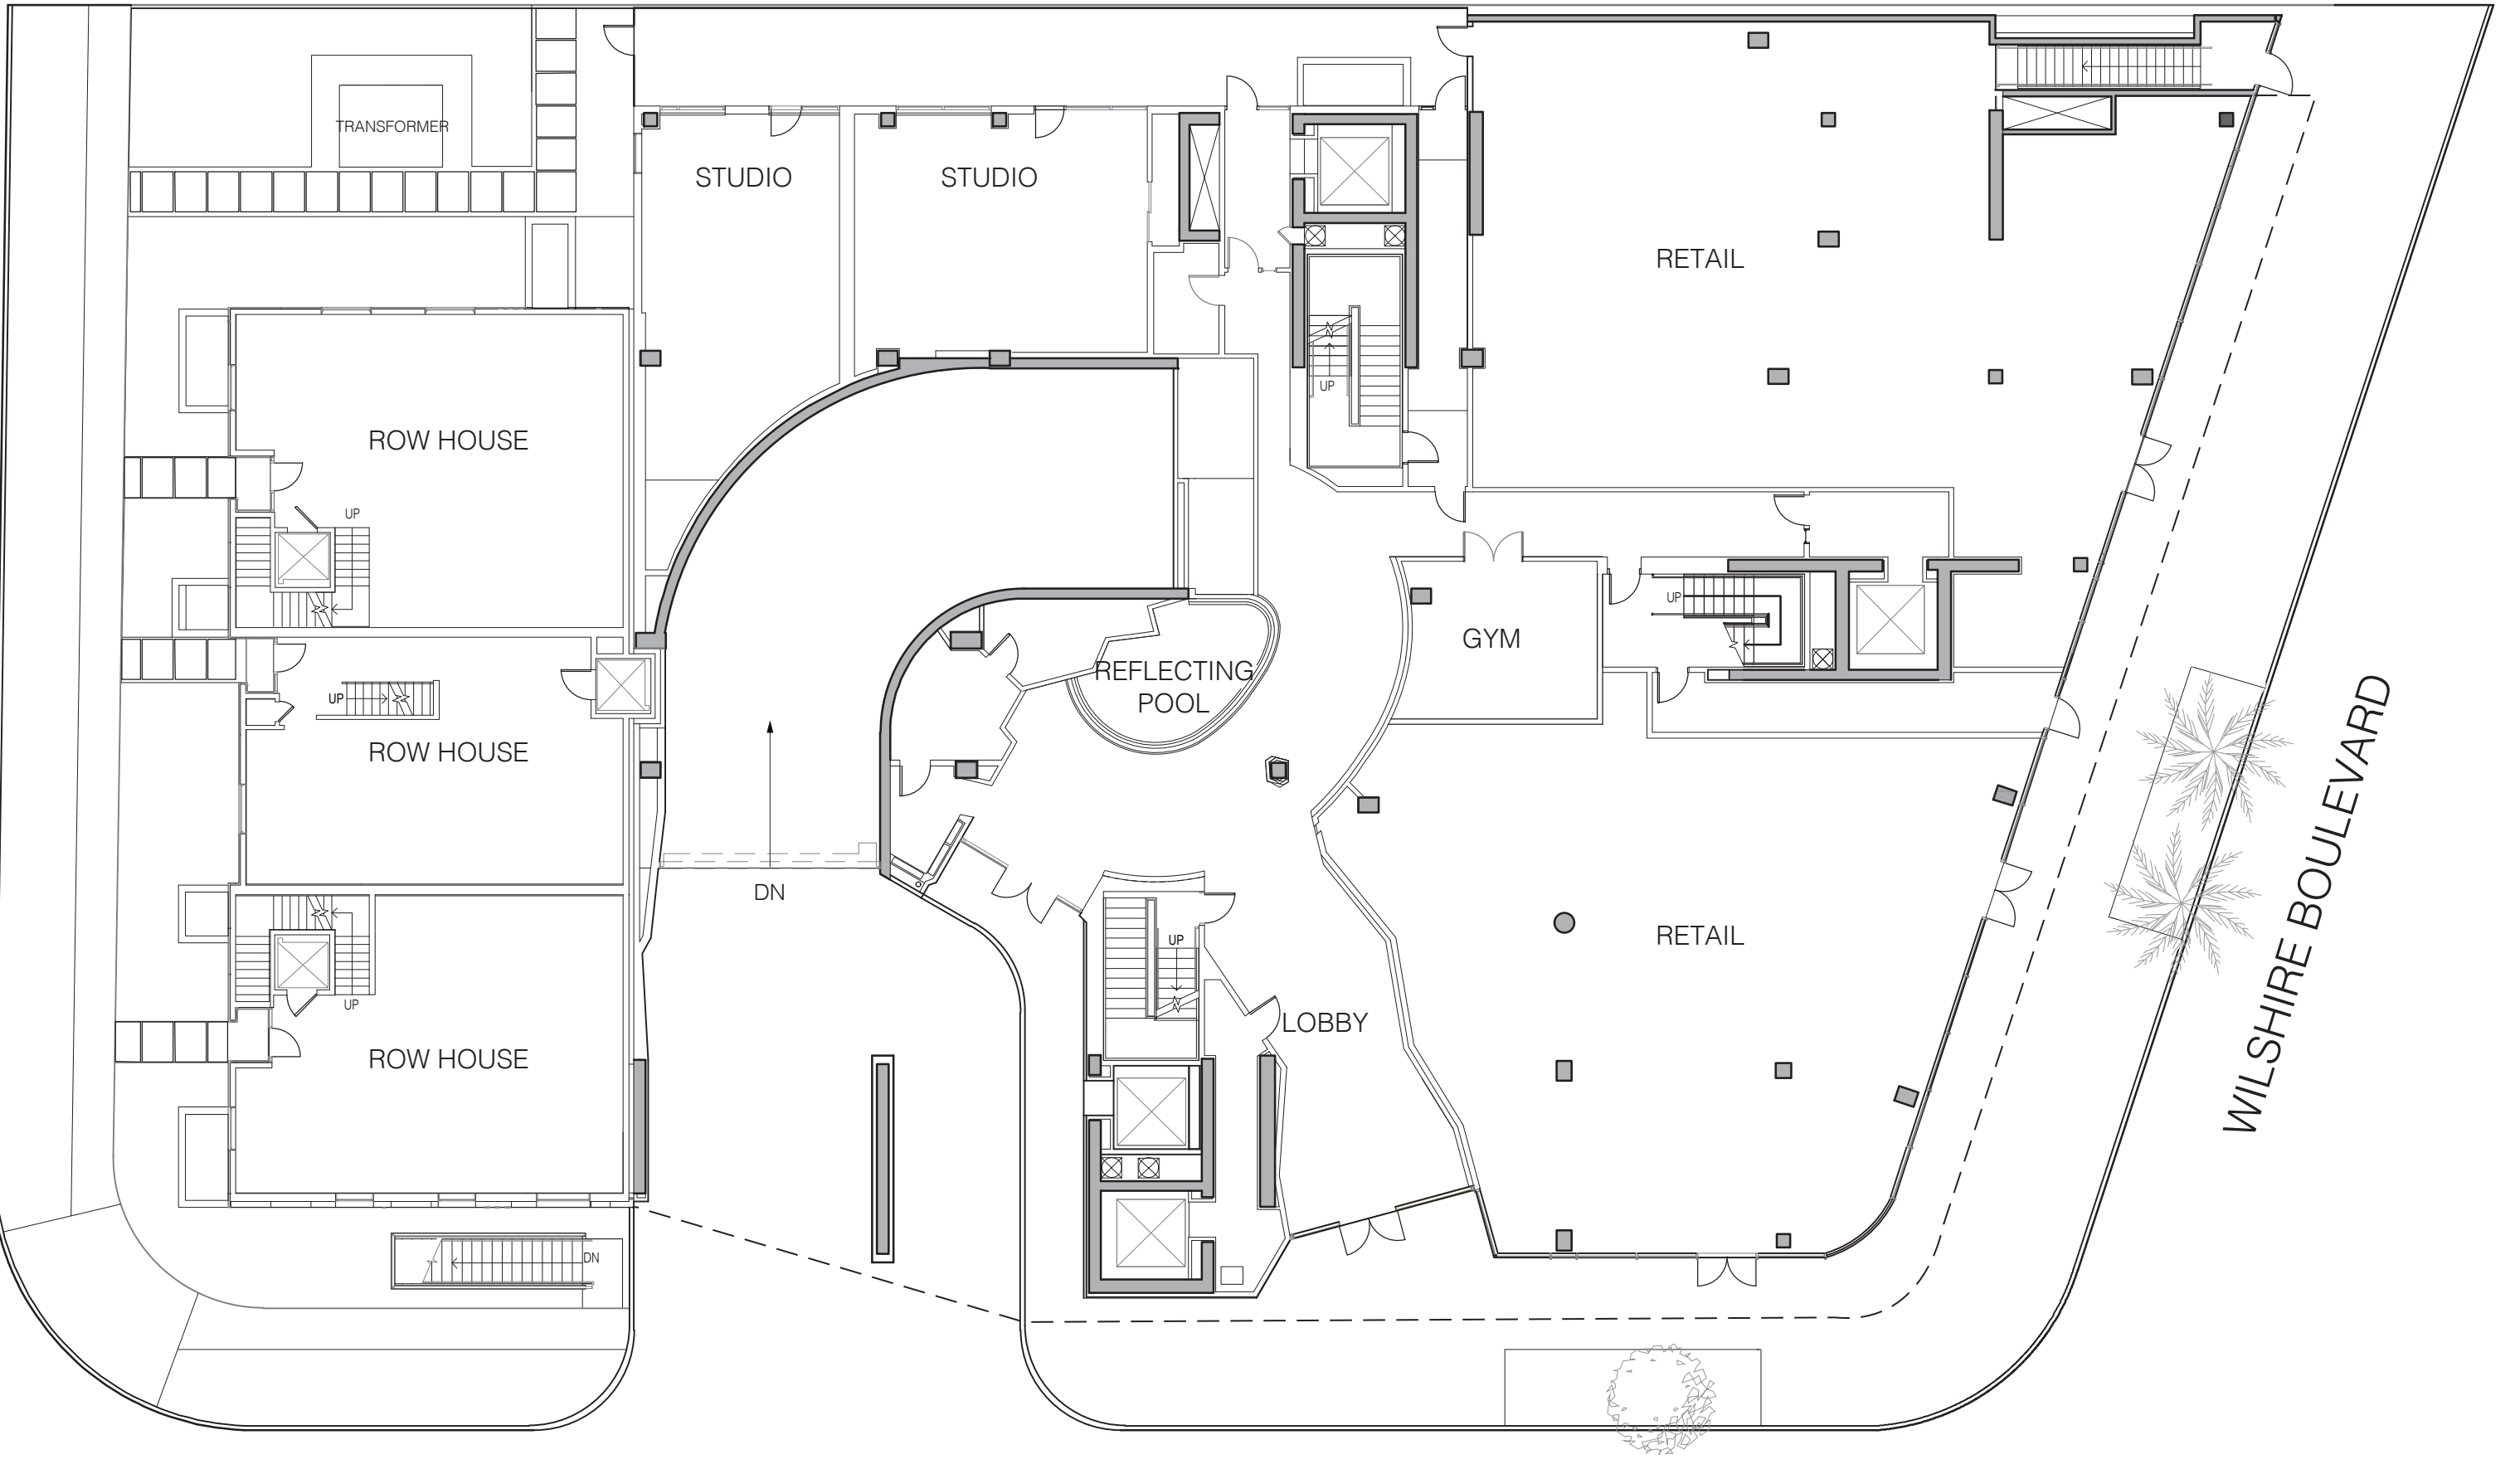 TRANSFORMER
STUDIO
STUDIO
RETAIL
UP
ROW HOUSE
UP
UP
GYM
REFLECTING
POOL
UP
ROW HOUSE
DN
UP
RETAIL
UP
LOBBY
ROW HOUSE
DN
WILSHIRE BOULEVARD